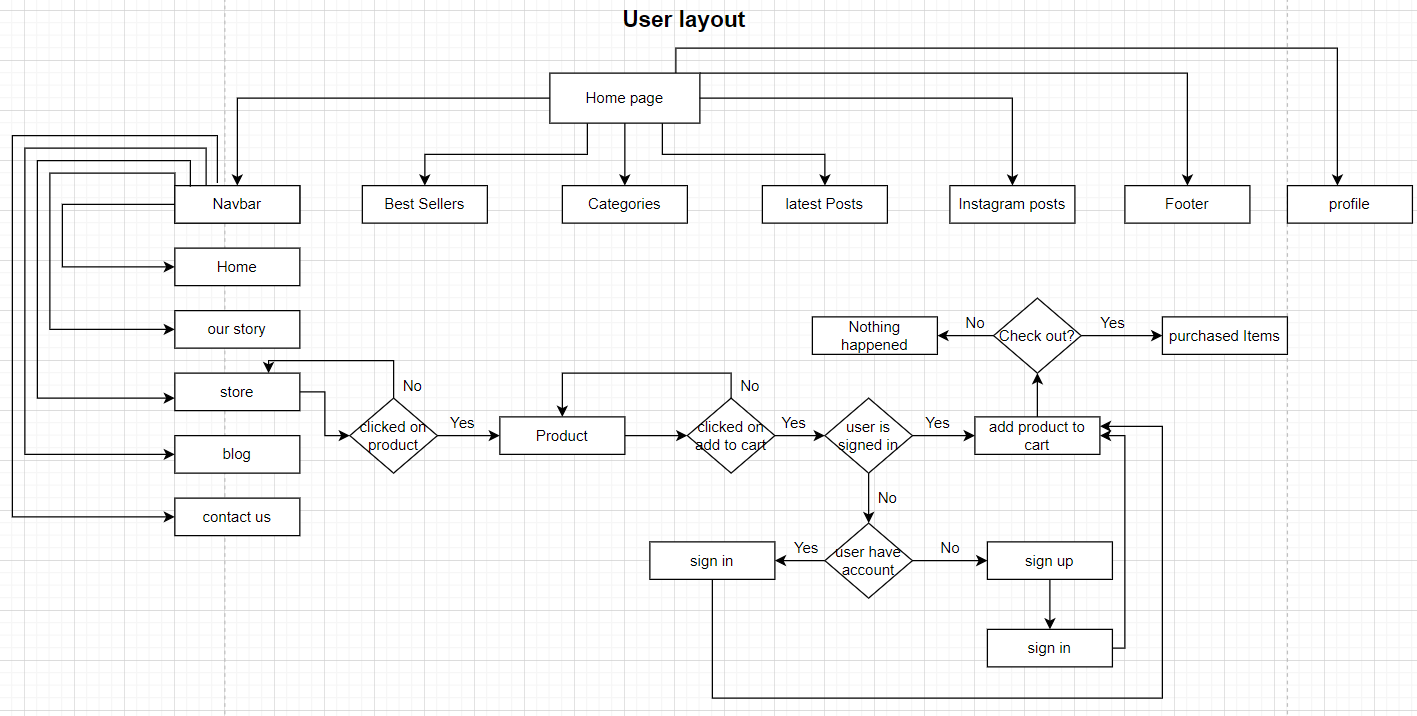 User layout
Home page
Navbar
Best Sellers
Categories
latest Posts
Instagram posts
Footer
profile
Home
our story
Nothing
happened
No
Check out?
Yes
purchased Items
store
No
clicked on
product
Yes
Product
No
clicked on
add to cart
Yes
user is
signed in
Yes
add product to
cart
blog
No
contact us
sign in
Yes
user have
account
No
sign up
sign in